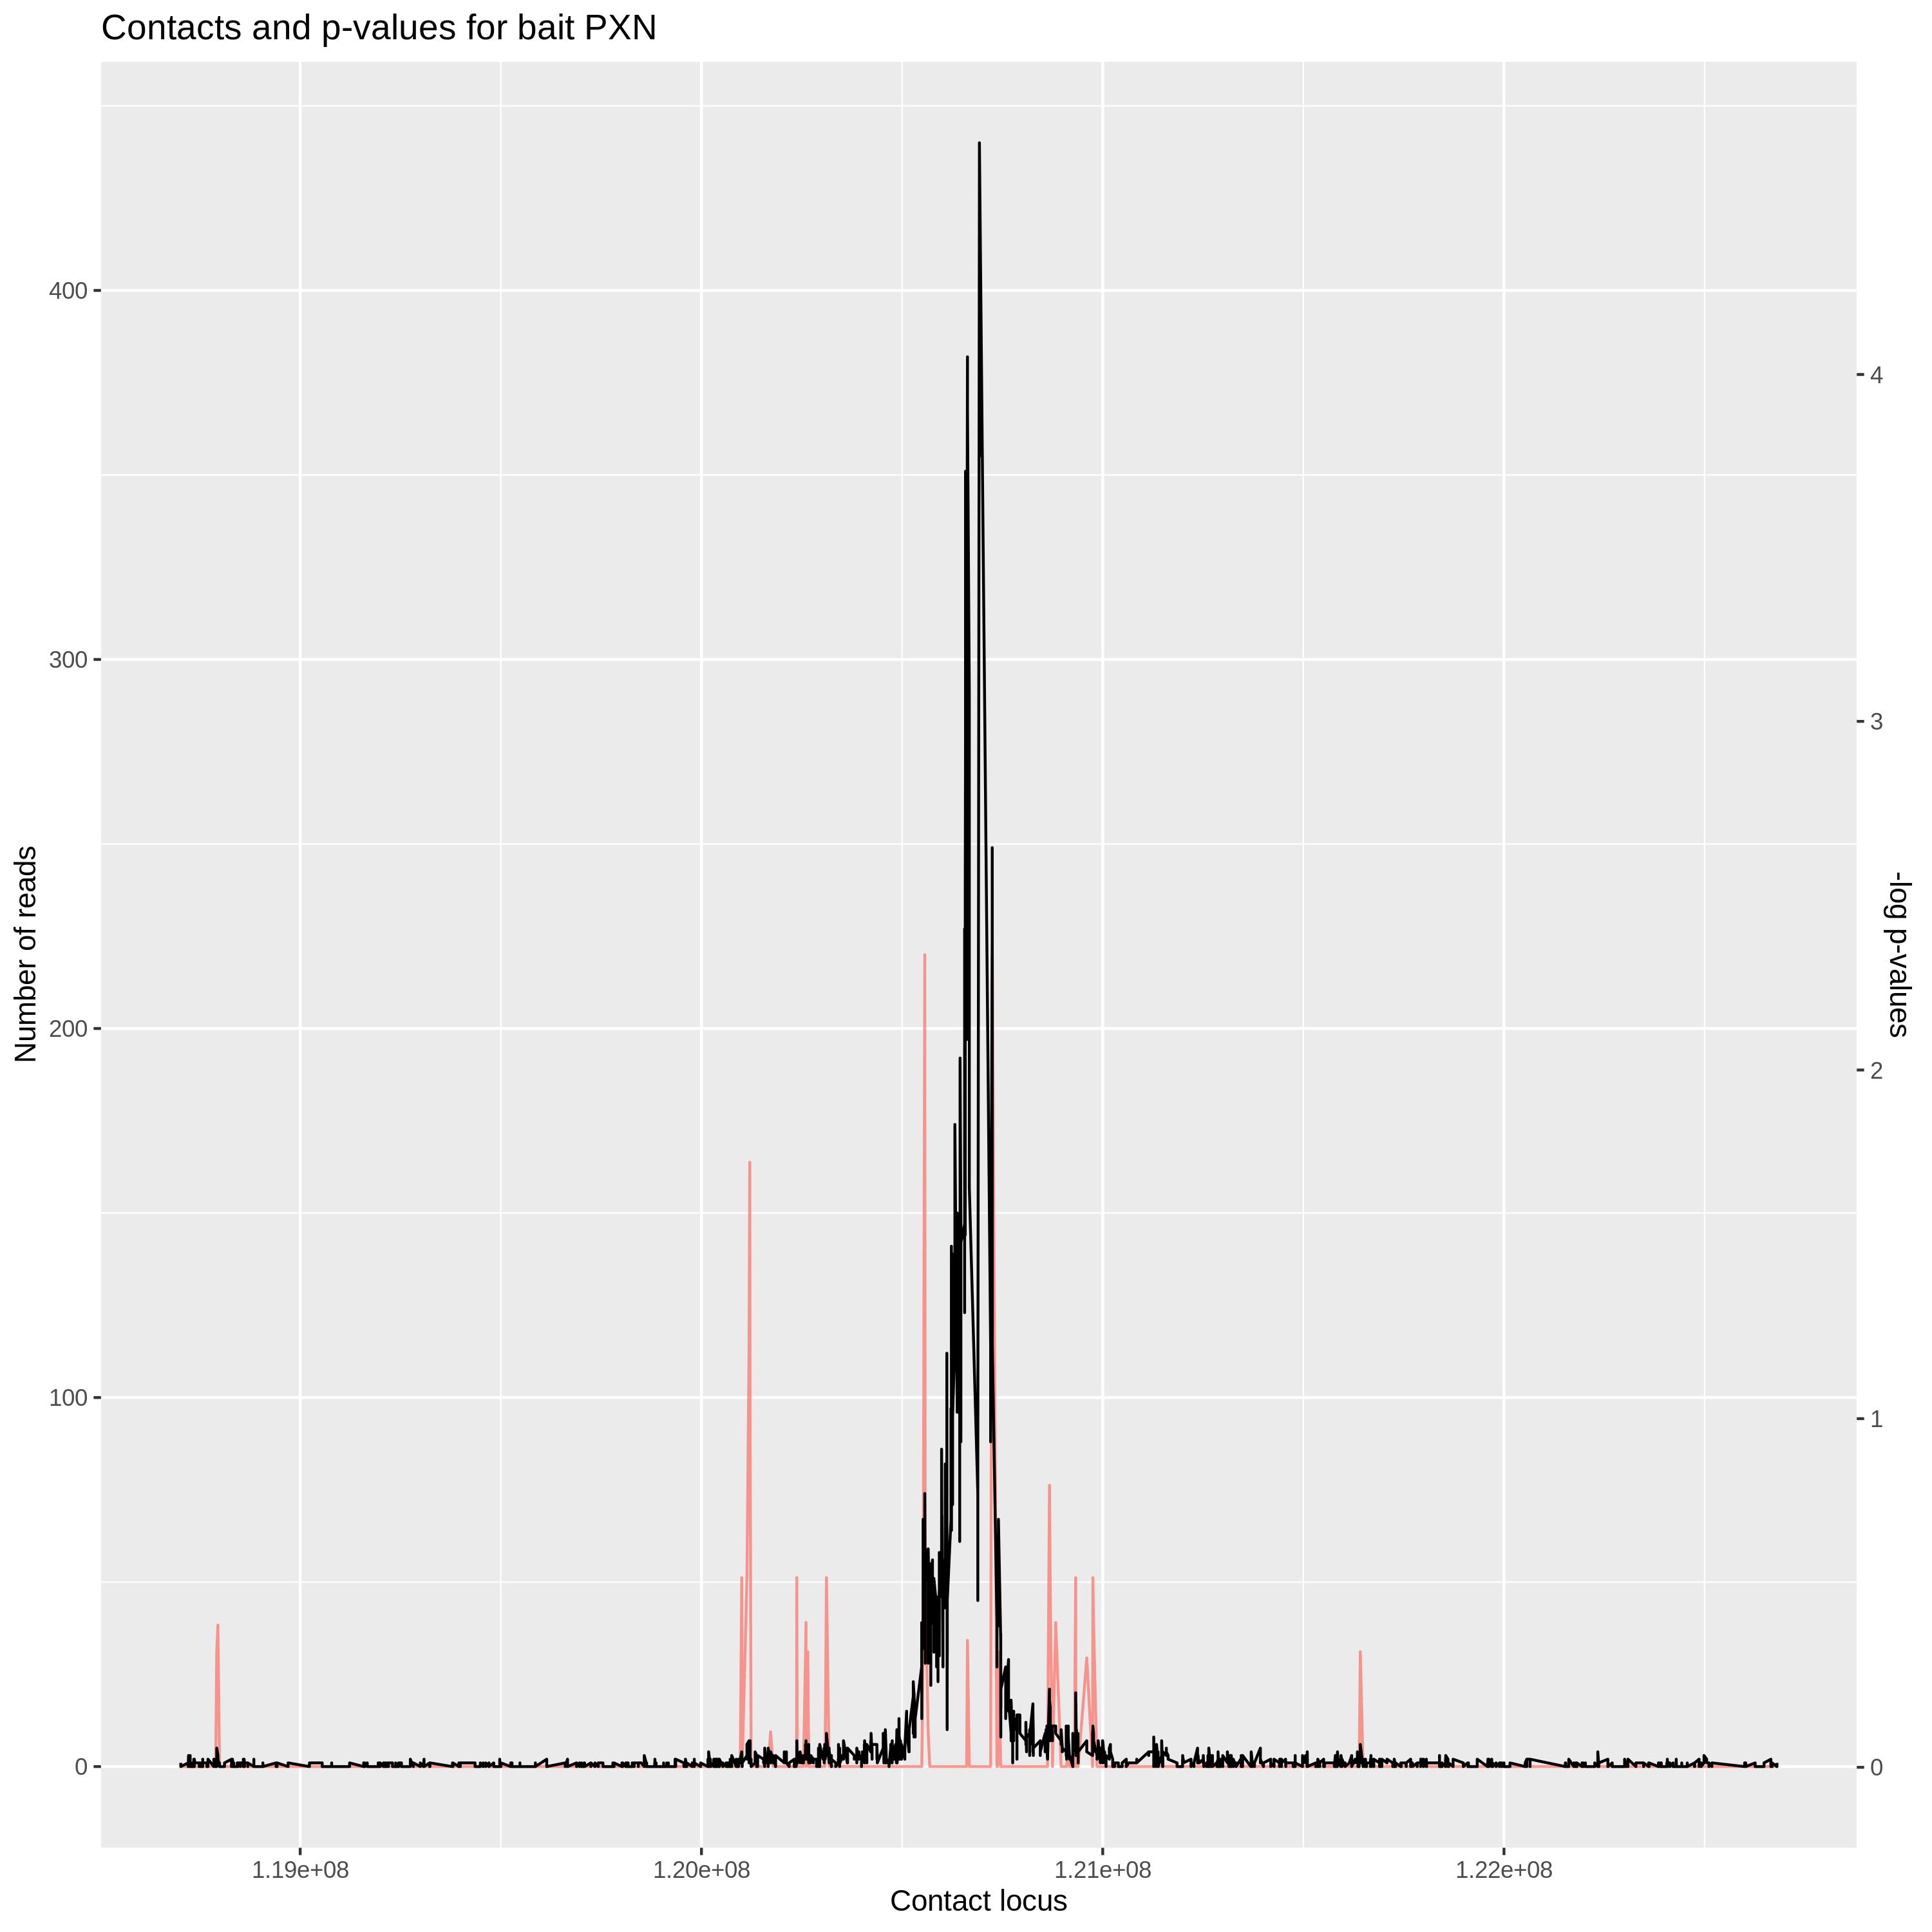 Contacts and p-values for bait PXN
Number of reads
400
300
200
100
0
4
3
2
1
0
-log p-values
1.19e+08
1.20e+08
1.21e+08
1.22e+08
Contact locus